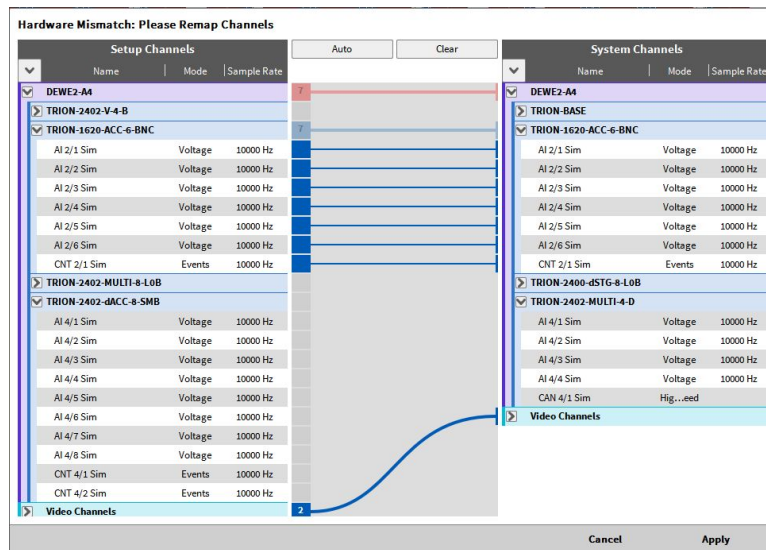 Hardware Mismatch: Please Remap Channels
Setup Channels Auto Clear System Channels
Name Mode Sample Rate Name Mode Sample Rate
DEWE2-A4 7 DEWE2-A4
TRION-2402-V-4-B TRION-BASE
TRION-1620-ACC-6-BNC 7 TRION-1620-ACC-6-BNC
AI 2/1 Sim Voltage 10000 Hz AI 2/1 Sim Voltage 10000 Hz
AI 2/2 Sim Voltage 10000 Hz AI 2/2 Sim Voltage 10000 Hz
AI 2/3 Sim Voltage 10000 Hz AI 2/3 Sim Voltage 10000 Hz
AI 2/4 Sim Voltage 10000 Hz AI 2/4 Sim Voltage 10000 Hz
AI 2/5 Sim Voltage 10000 Hz AI 2/5 Sim Voltage 10000 Hz
AI 2/6 Sim Voltage 10000 Hz AI 2/6 Sim Voltage 10000 Hz
CNT 2/1 Sim Events 10000 Hz CNT 2/1 Sim Events 10000 Hz
TRION-2402-MULTI-8-L0B TRION-2400-dSTG-8-L0B
TRION-2402-dACC-8-SMB TRION-2402-MULTI-4-D
AI 4/1 Sim Voltage 10000 Hz AI 4/1 Sim Voltage 10000 Hz
AI 4/2 Sim Voltage 10000 Hz AI 4/2 Sim Voltage 10000 Hz
AI 4/3 Sim Voltage 10000 Hz AI 4/3 Sim Voltage 10000 Hz
AI 4/4 Sim Voltage 10000 Hz AI 4/4 Sim Voltage 10000 Hz
AI 4/5 Sim Voltage 10000 Hz CAN 4/1 Sim Hig...eed
AI 4/6 Sim Voltage 10000 Hz Video Channels
AI 4/7 Sim Voltage 10000 Hz
AI 4/8 Sim Voltage 10000 Hz
CNT 4/1 Sim Events 10000 Hz
CNT 4/2 Sim Events 10000 Hz
Video Channels 2
Cancel Apply